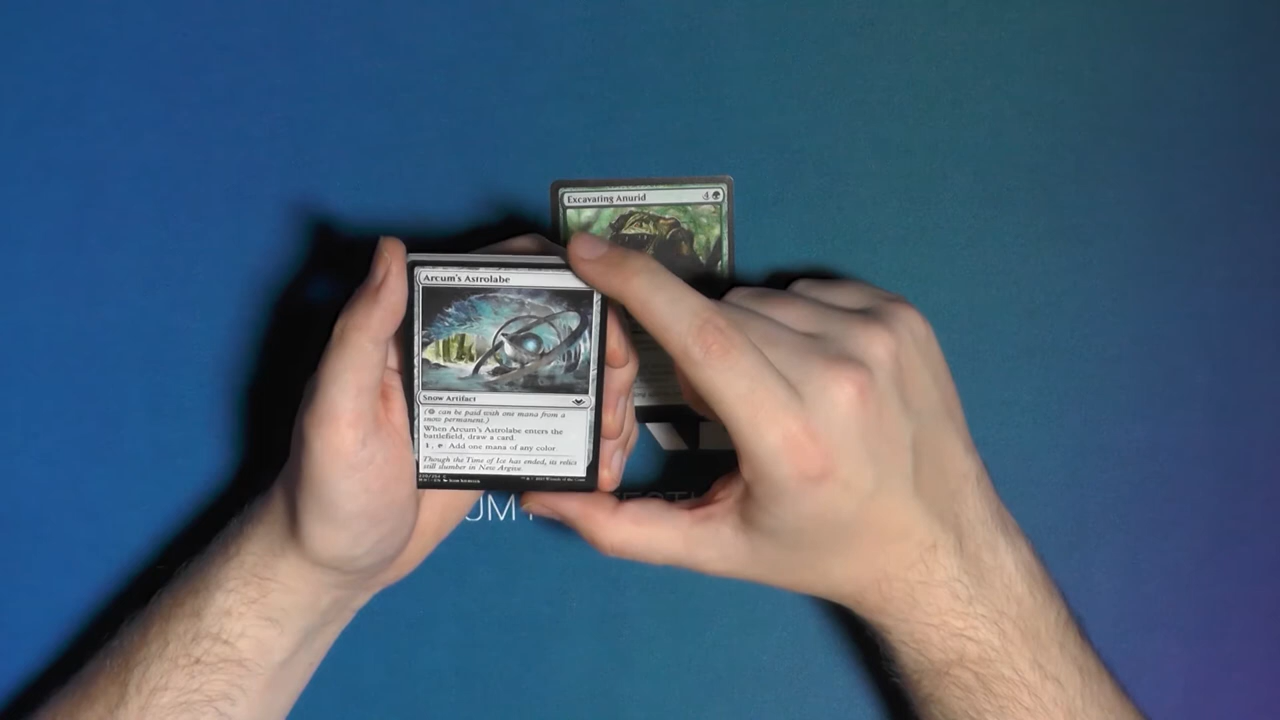 Excavating Anurid 4
Arcum's Astrolabe
Snow Artifact
( can be paid with one mana from a
snow permanent.)
When Arcum's Astrolabe enters the
battlefield, draw a card.
1, : Add one mana of any color.
Though the Time of Ice has ended, its relics
still slumber in New Argive.